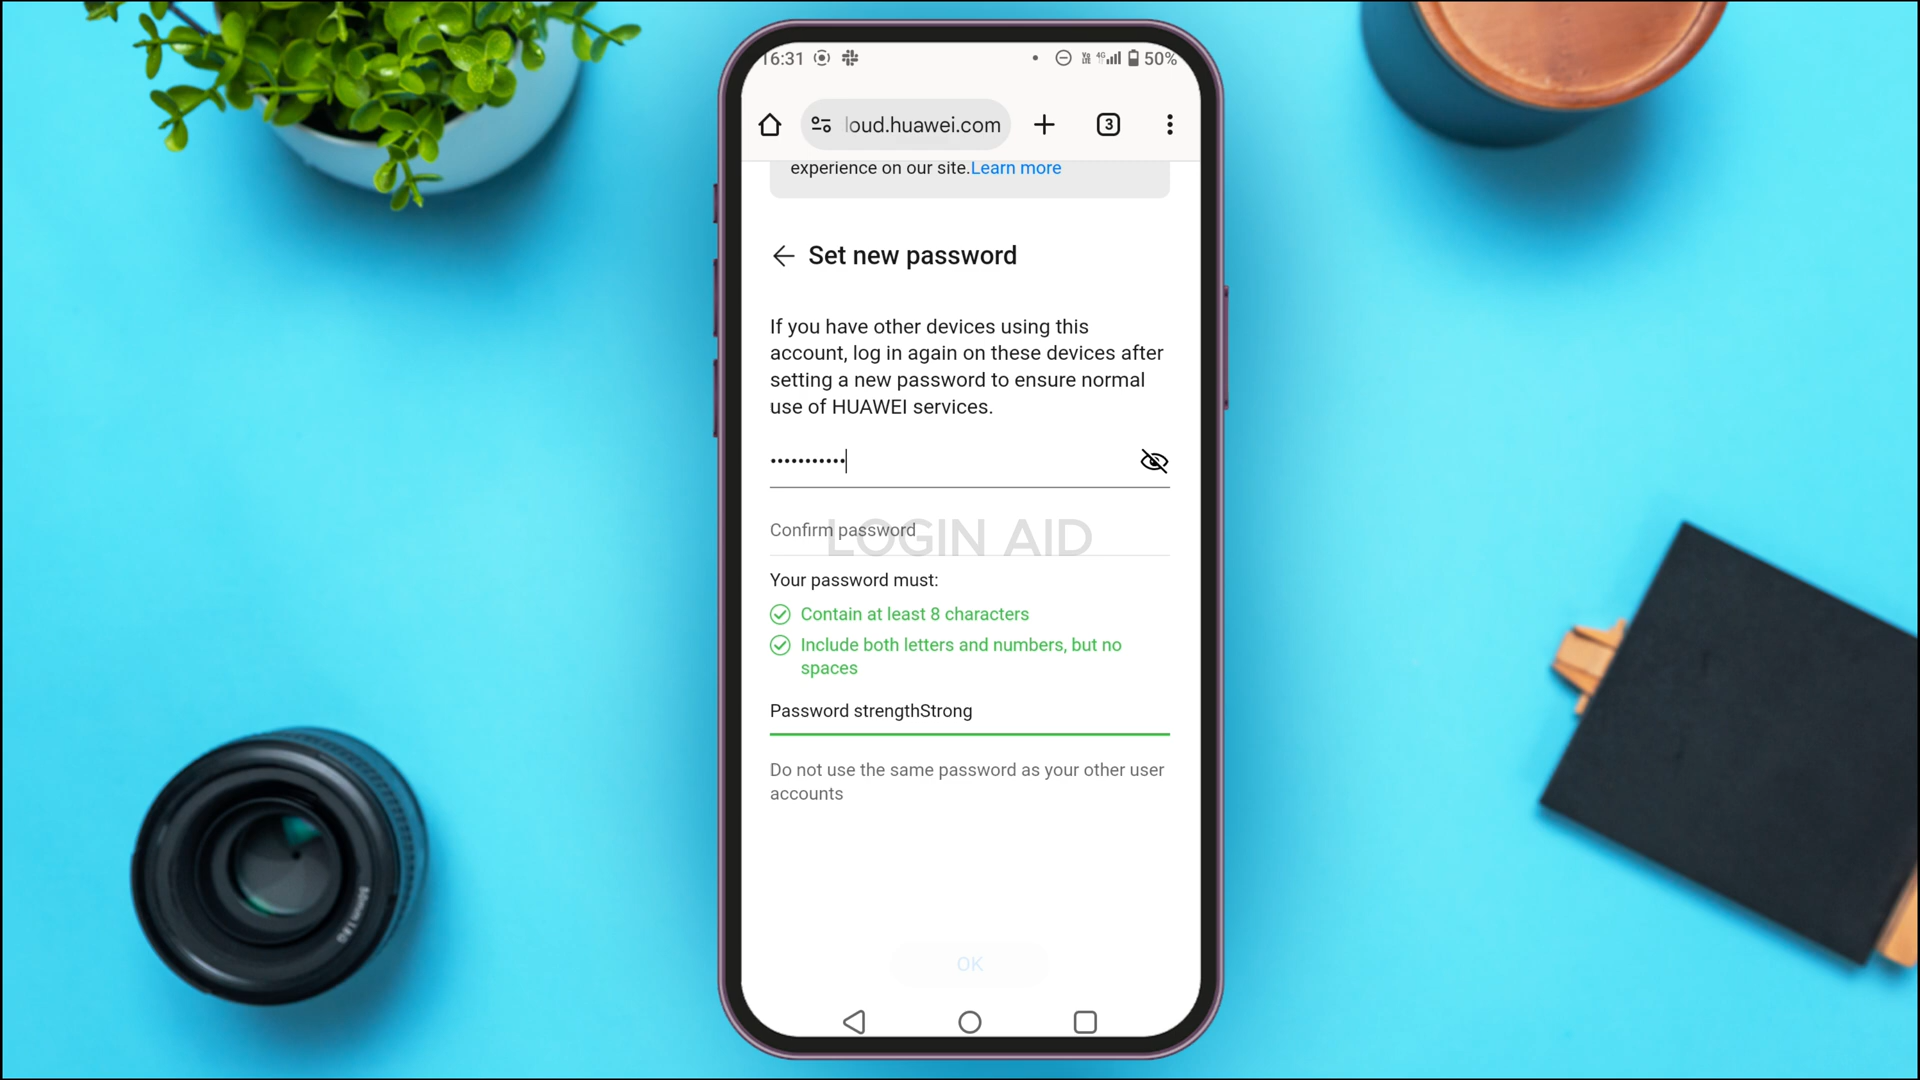 16:31 50%
loud.huawei.com 3
experience on our site.Learn more
Set new password
If you have other devices using this
account, log in again on these devices after
setting a new password to ensure normal
use of HUAWEI services.
•••••••••••
Confirm password
LOGIN AID
Your password must:
Contain at least 8 characters
Include both letters and numbers, but no
spaces
Password strengthStrong
Do not use the same password as your other user
accounts
OK